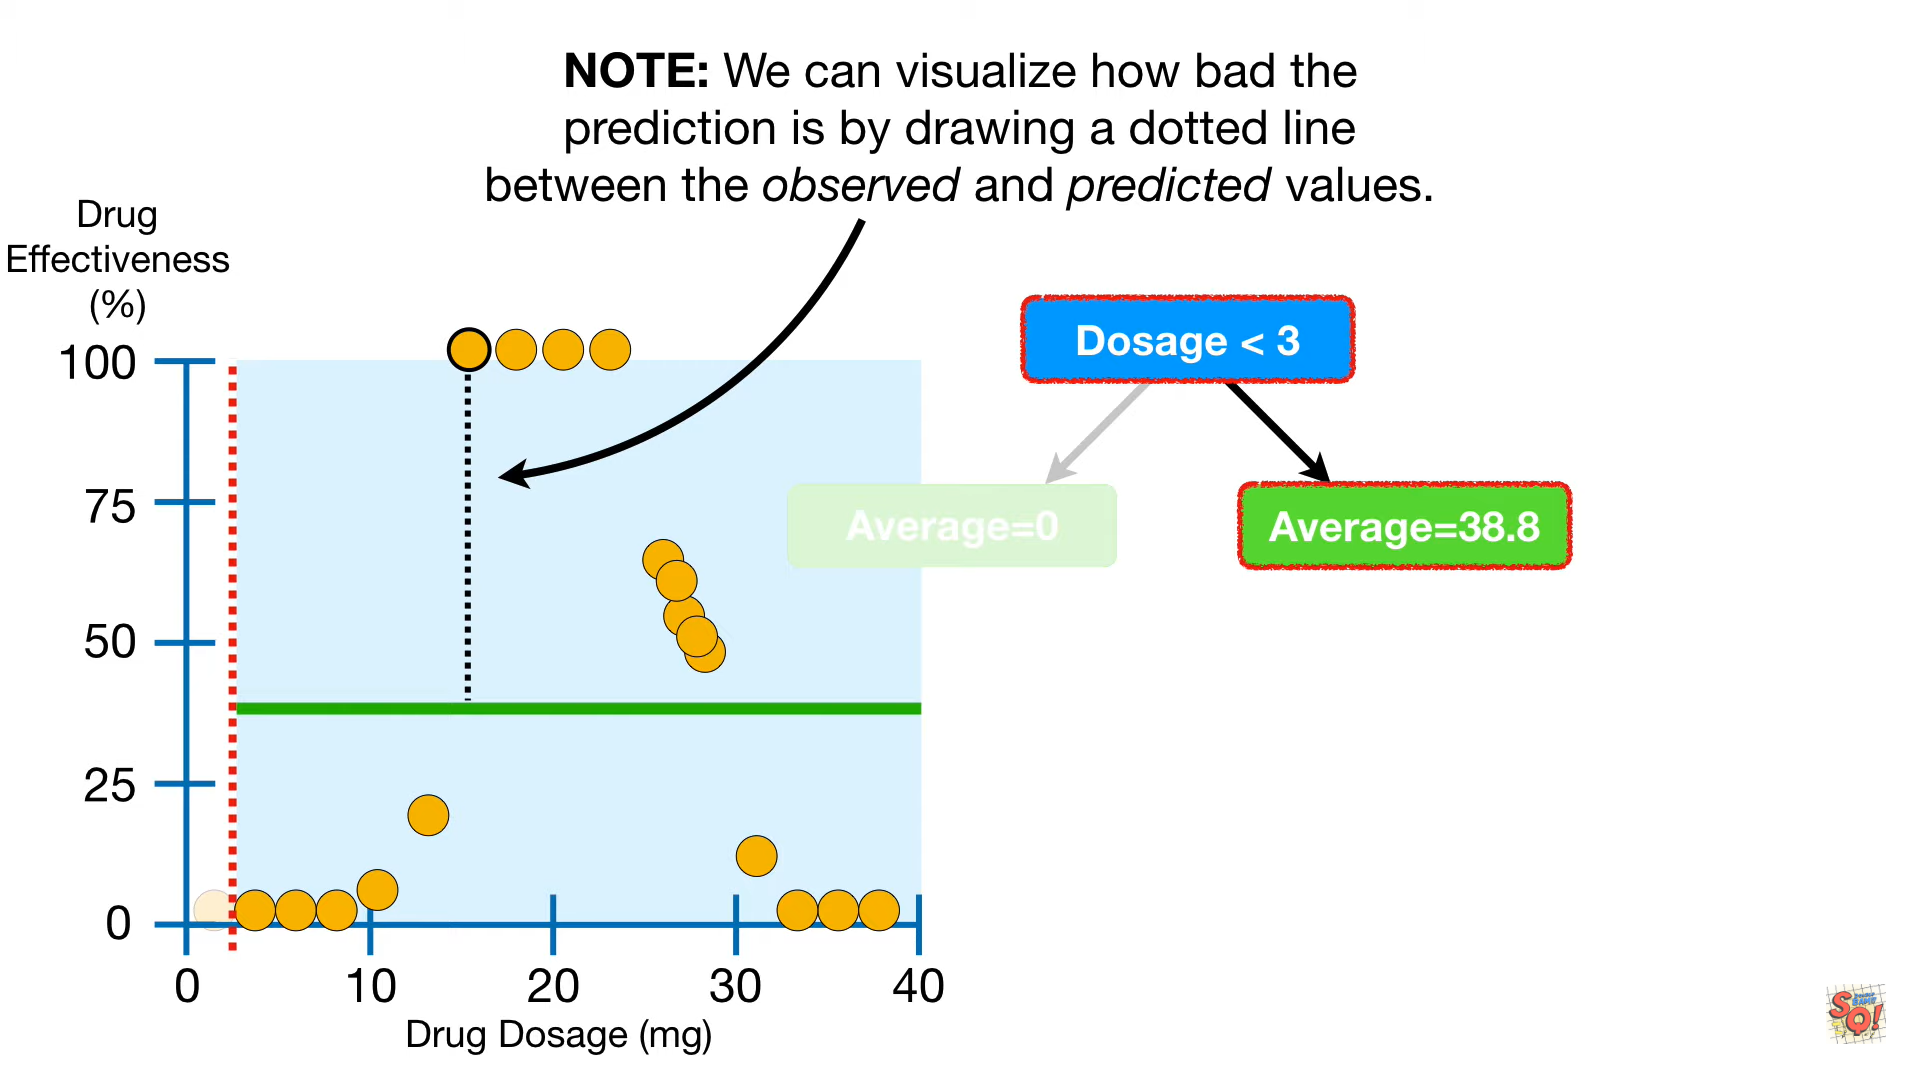 NOTE: We can visualize how bad the
prediction is by drawing a dotted line
between the observed and predicted values.
Drug
Effectiveness
(%)
100
75
50
25
0
0 10 20 30 40
Drug Dosage (mg)
Dosage < 3
Average=0
Average=38.8
SQ!